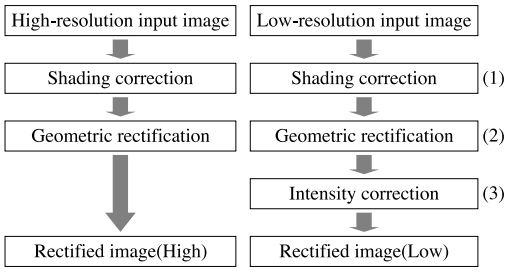 High-resolution input image
Low-resolution input image
Shading correction
Shading correction
(1)
Geometric rectification
Geometric rectification
(2)
Intensity correction
(3)
Rectified image(High)
Rectified image(Low)